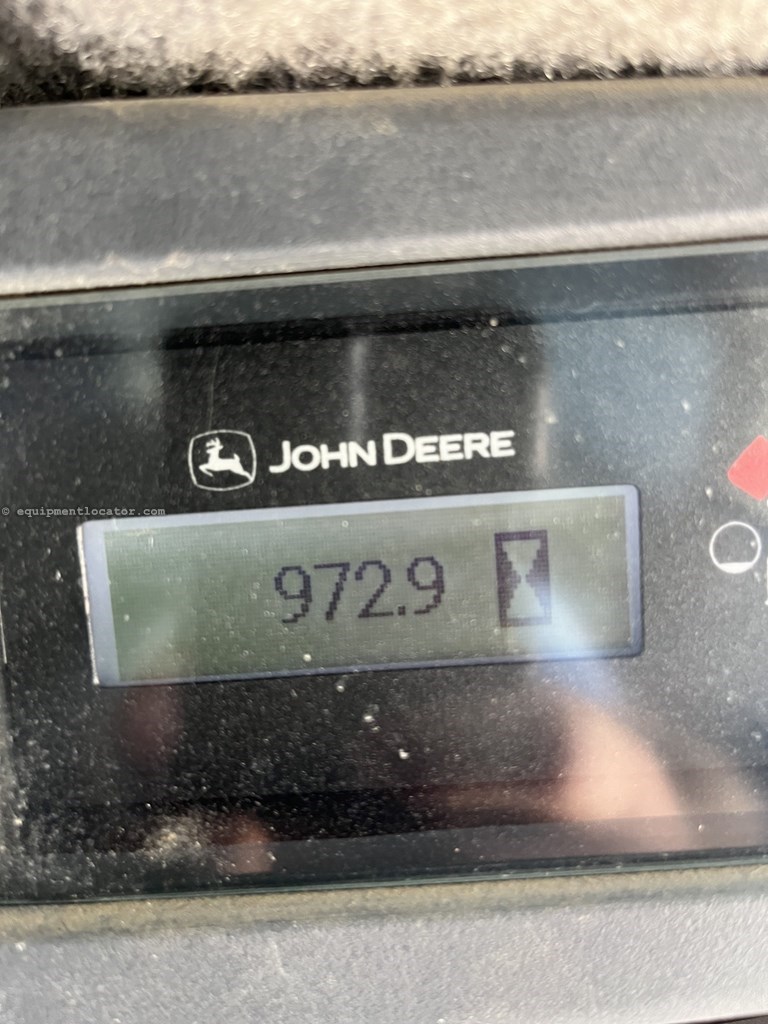 JOHN DEERE
© equipmentlocator.com
972.9